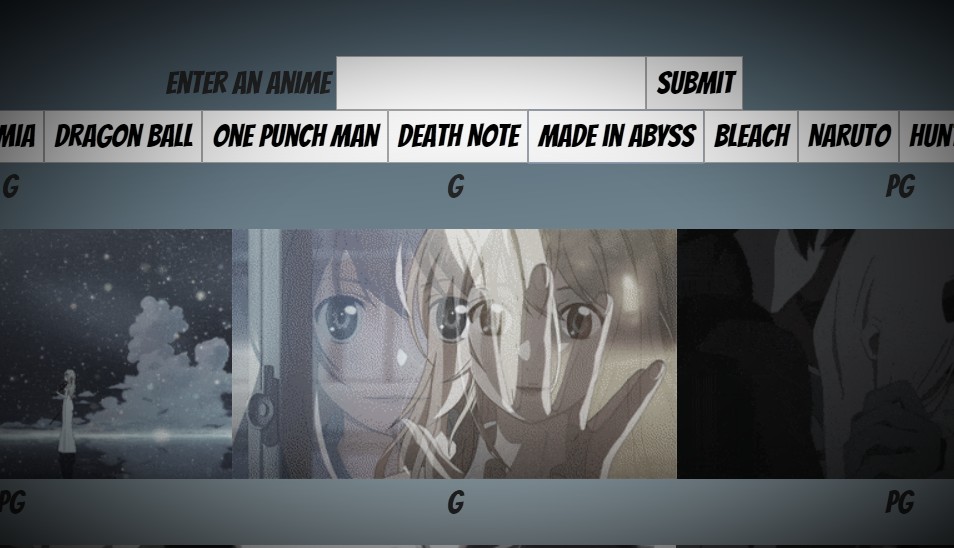 ENTER AN ANIME SUBMIT
MIA DRAGON BALL ONE PUNCH MAN DEATH NOTE MADE IN ABYSS BLEACH NARUTO HUNT
G G PG
PG G PG